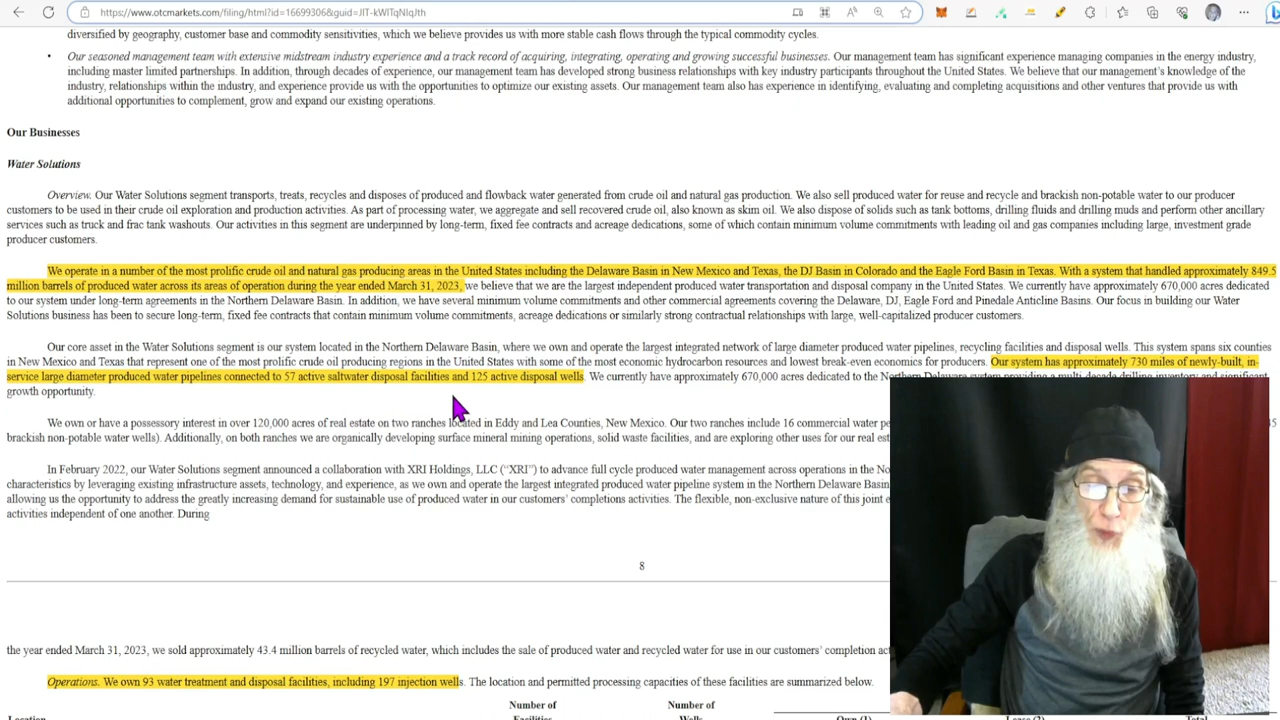 https://www.otcmarkets.com/filing/html?id=16699306&guid=JIT-kWlTqNIqJth
diversified by geography, customer base and commodity sensitivities, which we believe provides us with more stable cash flows through the typical commodity cycles.
• Our seasoned management team with extensive midstream industry experience and a track record of acquiring, integrating, operating and growing successful businesses. Our management team has significant experience managing companies in the energy industry,
including master limited partnerships. In addition, through decades of experience, our management team has developed strong business relationships with key industry participants throughout the United States. We believe that our management's knowledge of the
industry, relationships within the industry, and experience provide us with the opportunities to optimize our existing assets. Our management team also has experience in identifying, evaluating and completing acquisitions and other ventures that provide us with
additional opportunities to complement, grow and expand our existing operations.
Our Businesses
Water Solutions
Overview. Our Water Solutions segment transports, treats, recycles and disposes of produced and flowback water generated from crude oil and natural gas production. We also sell produced water for reuse and recycle and brackish non-potable water to our producer
customers to be used in their crude oil exploration and production activities. As part of processing water, we aggregate and sell recovered crude oil, also known as skim oil. We also dispose of solids such as tank bottoms, drilling fluids and drilling muds and perform other ancillary
services such as truck and frac tank washouts. Our activities in this segment are underpinned by long-term, fixed fee contracts and acreage dedications, some of which contain minimum volume commitments with leading oil and gas companies including large, investment grade
producer customers.
We operate in a number of the most prolific crude oil and natural gas producing areas in the United States including the Delaware Basin in New Mexico and Texas, the DJ Basin in Colorado and the Eagle Ford Basin in Texas. With a system that handled approximately 849.5
million barrels of produced water across its areas of operation during the year ended March 31, 2023, we believe that we are the largest independent produced water transportation and disposal company in the United States. We currently have approximately 670,000 acres dedicated
to our system under long-term agreements in the Northern Delaware Basin. In addition, we have several minimum volume commitments and other commercial agreements covering the Delaware, DJ, Eagle Ford and Pinedale Anticline Basins. Our focus in building our Water
Solutions business has been to secure long-term, fixed fee contracts that contain minimum volume commitments, acreage dedications or similarly strong contractual relationships with large, well-capitalized producer customers.
Our core asset in the Water Solutions segment is our system located in the Northern Delaware Basin, where we own and operate the largest integrated network of large diameter produced water pipelines, recycling facilities and disposal wells. This system spans six counties
in New Mexico and Texas that represent one of the most prolific crude oil producing regions in the United States with some of the most economic hydrocarbon resources and lowest break-even economics for producers. Our system has approximately 730 miles of newly-built, in-
service large diameter produced water pipelines connected to 57 active saltwater disposal facilities and 125 active disposal wells. We currently have approximately 670,000 acres dedicated to the Northern Delaware system providing a multi-decade drilling inventory and significant
growth opportunity.
We own or have a possessory interest in over 120,000 acres of real estate on two ranches located in Eddy and Lea Counties, New Mexico. Our two ranches include 16 commercial water pe
brackish non-potable water wells). Additionally, on both ranches we are organically developing surface mineral mining operations, solid waste facilities, and are exploring other uses for our real est
In February 2022, our Water Solutions segment announced a collaboration with XRI Holdings, LLC ("XRI") to advance full cycle produced water management across operations in the No
characteristics by leveraging existing infrastructure assets, technology, and experience, as we own and operate the largest integrated produced water pipeline system in the Northern Delaware Basin
allowing us the opportunity to address the greatly increasing demand for sustainable use of produced water in our customers' completions activities. The flexible, non-exclusive nature of this joint e
activities independent of one another. During
8
the year ended March 31, 2023, we sold approximately 43.4 million barrels of recycled water, which includes the sale of produced water and recycled water for use in our customers' completion ac
Operations. We own 93 water treatment and disposal facilities, including 197 injection wells. The location and permitted processing capacities of these facilities are summarized below.
Number of Number of
Location Facilities Wells Own (1) Lease (2) Total